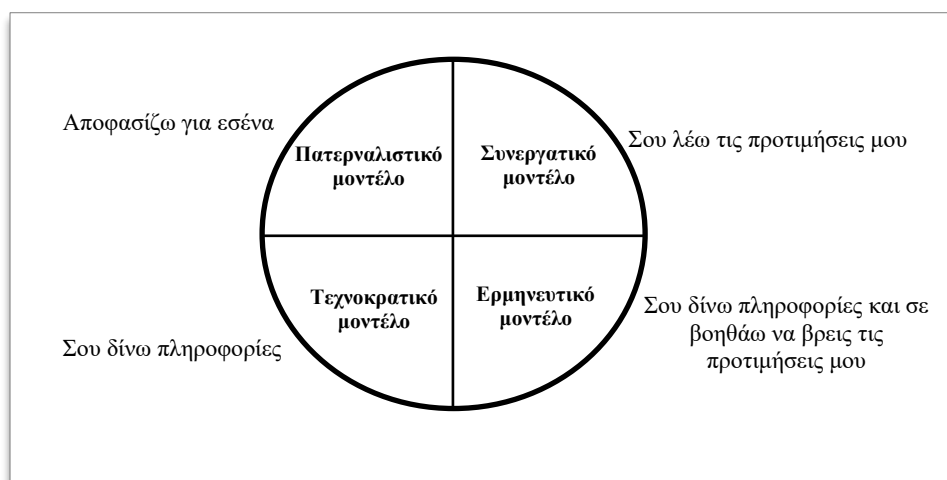 Αποφασίζω για εσένα
Πατερναλιστικό
μοντέλο
Συνεργατικό
μοντέλο
Σου λέω τις προτιμήσεις μου
Τεχνοκρατικό
μοντέλο
Ερμηνευτικό
μοντέλο
Σου δίνω πληροφορίες
Σου δίνω πληροφορίες και σε
βοηθάω να βρεις τις
προτιμήσεις μου